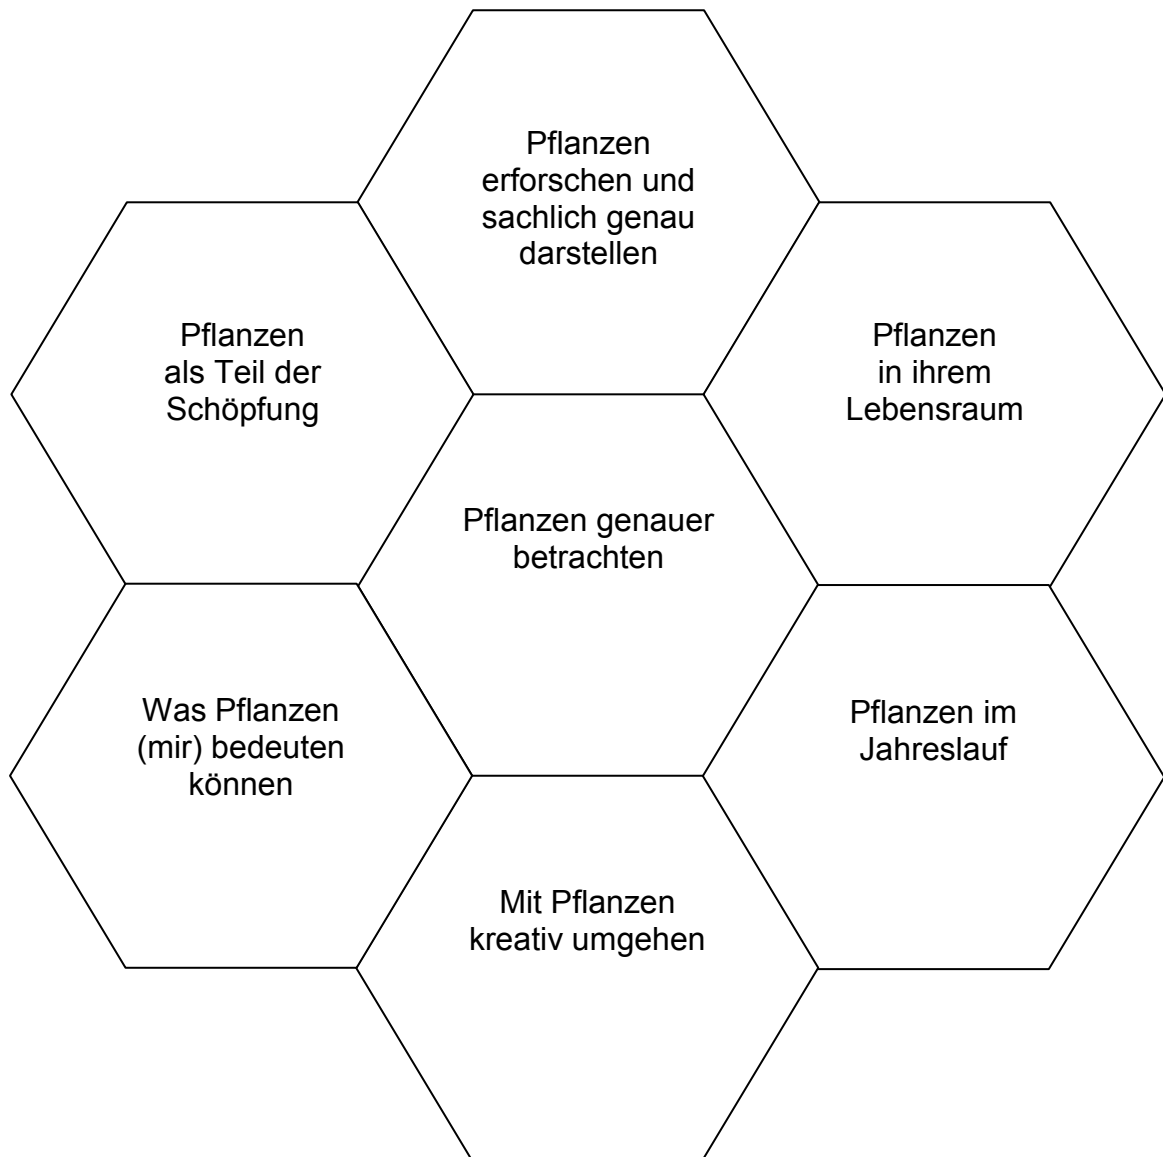 Pflanzen
erforschen und
sachlich genau
darstellen
Pflanzen
als Teil der
Schöpfung
Pflanzen
in ihrem
Lebensraum
Pflanzen genauer
betrachten
Was Pflanzen
(mir) bedeuten
können
Pflanzen im
Jahreslauf
Mit Pflanzen
kreativ umgehen